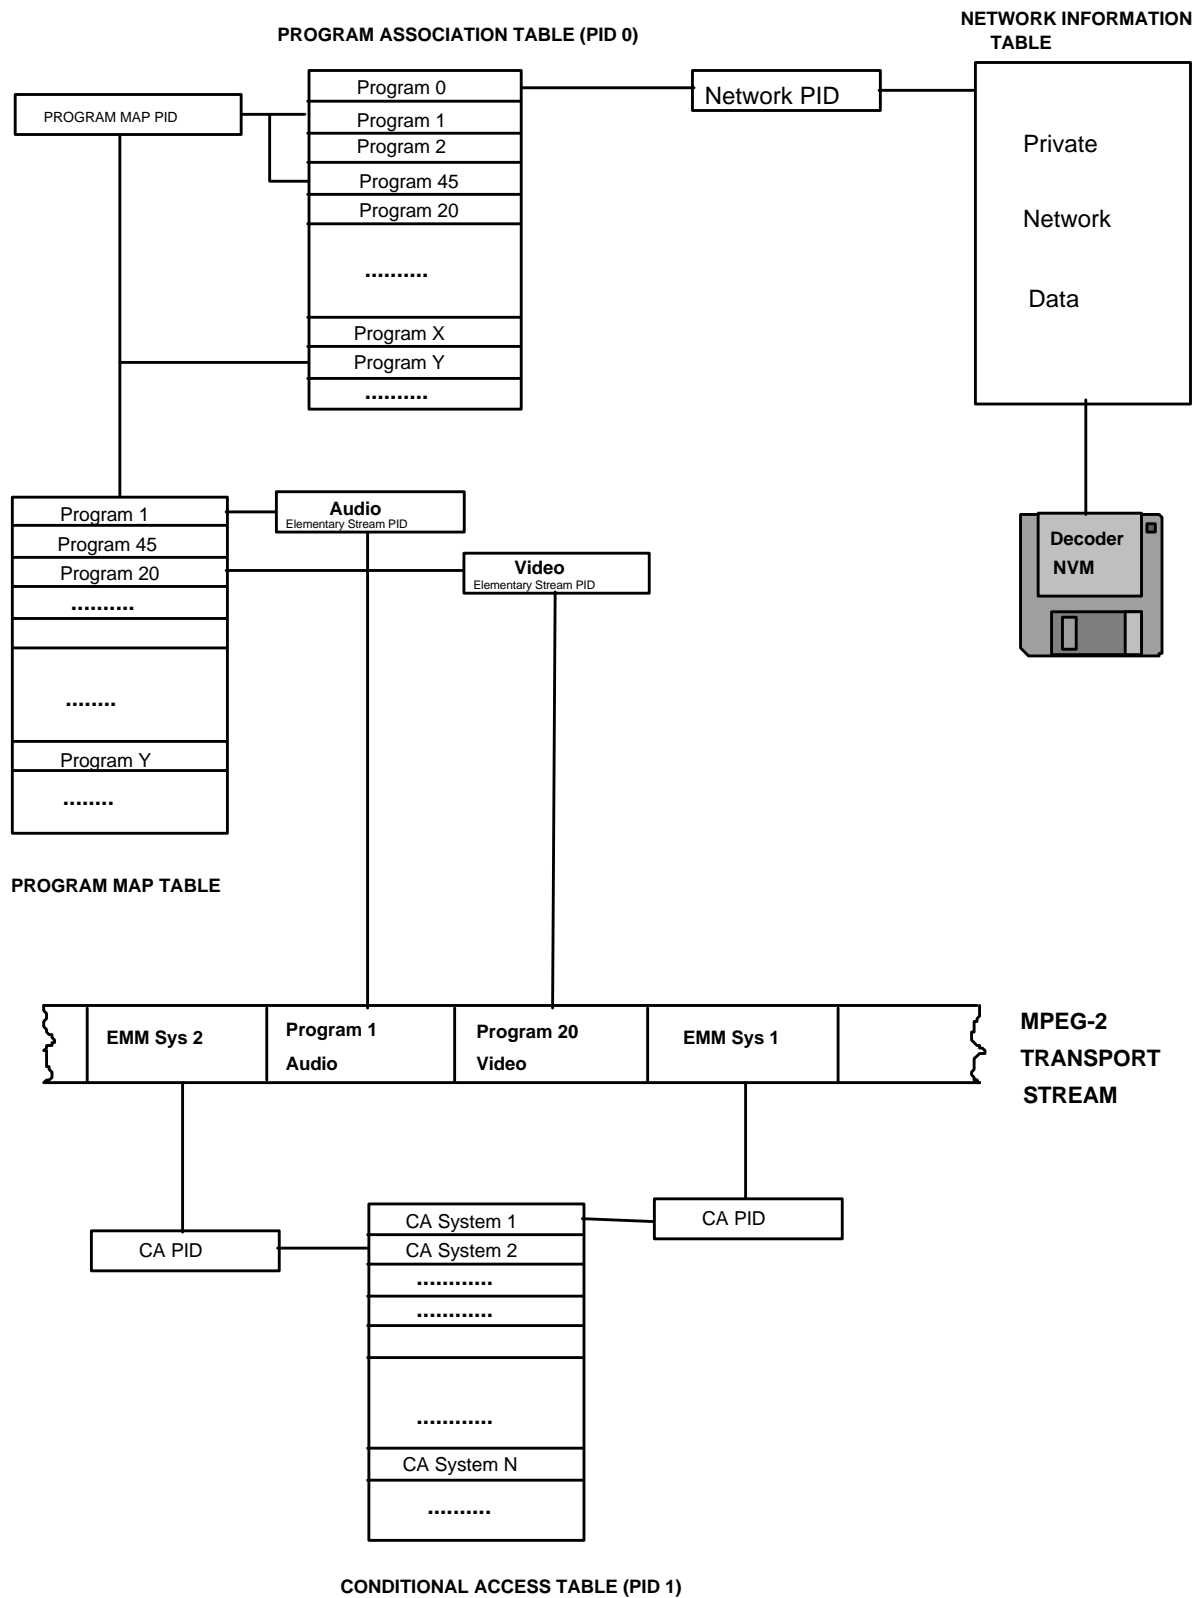 NETWORK INFORMATION
TABLE
PROGRAM ASSOCIATION TABLE (PID 0)
Program 0
Program 1
Program 2
Program 45
Program 20
..........
Program X
Program Y
..........
PROGRAM MAP PID
Network PID
Private
Network
Data
Decoder
NVM
Program 1
Program 45
Program 20
..........
........
Program Y
........
PROGRAM MAP TABLE
Audio
Elementary Stream PID
Video
Elementary Stream PID
EMM Sys 2
Program 1
Audio
Program 20
Video
EMM Sys 1
MPEG-2
TRANSPORT
STREAM
CA PID
CA System 1
CA System 2
............
............
............
CA System N
..........
CA PID
CONDITIONAL ACCESS TABLE (PID 1)